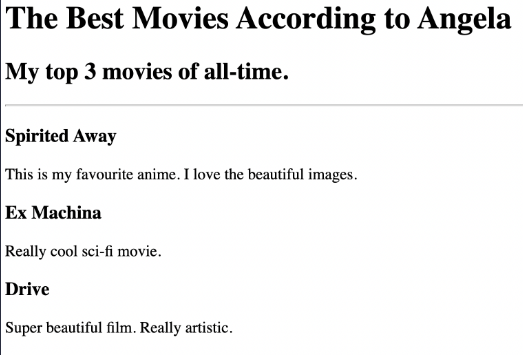 The Best Movies According to Angela
My top 3 movies of all-time.
Spirited Away
This is my favourite anime. I love the beautiful images.
Ex Machina
Really cool sci-fi movie.
Drive
Super beautiful film. Really artistic.